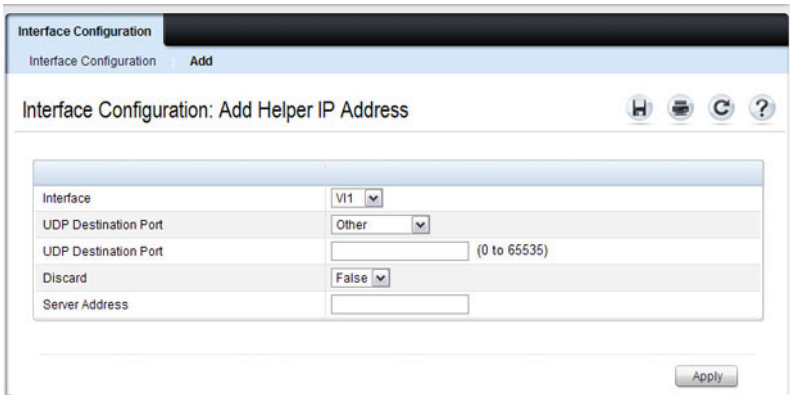 Interface Configuration
Interface Configuration Add
Interface Configuration: Add Helper IP Address
Interface VI1
UDP Destination Port Other
UDP Destination Port (0 to 65535)
Discard False
Server Address
Apply